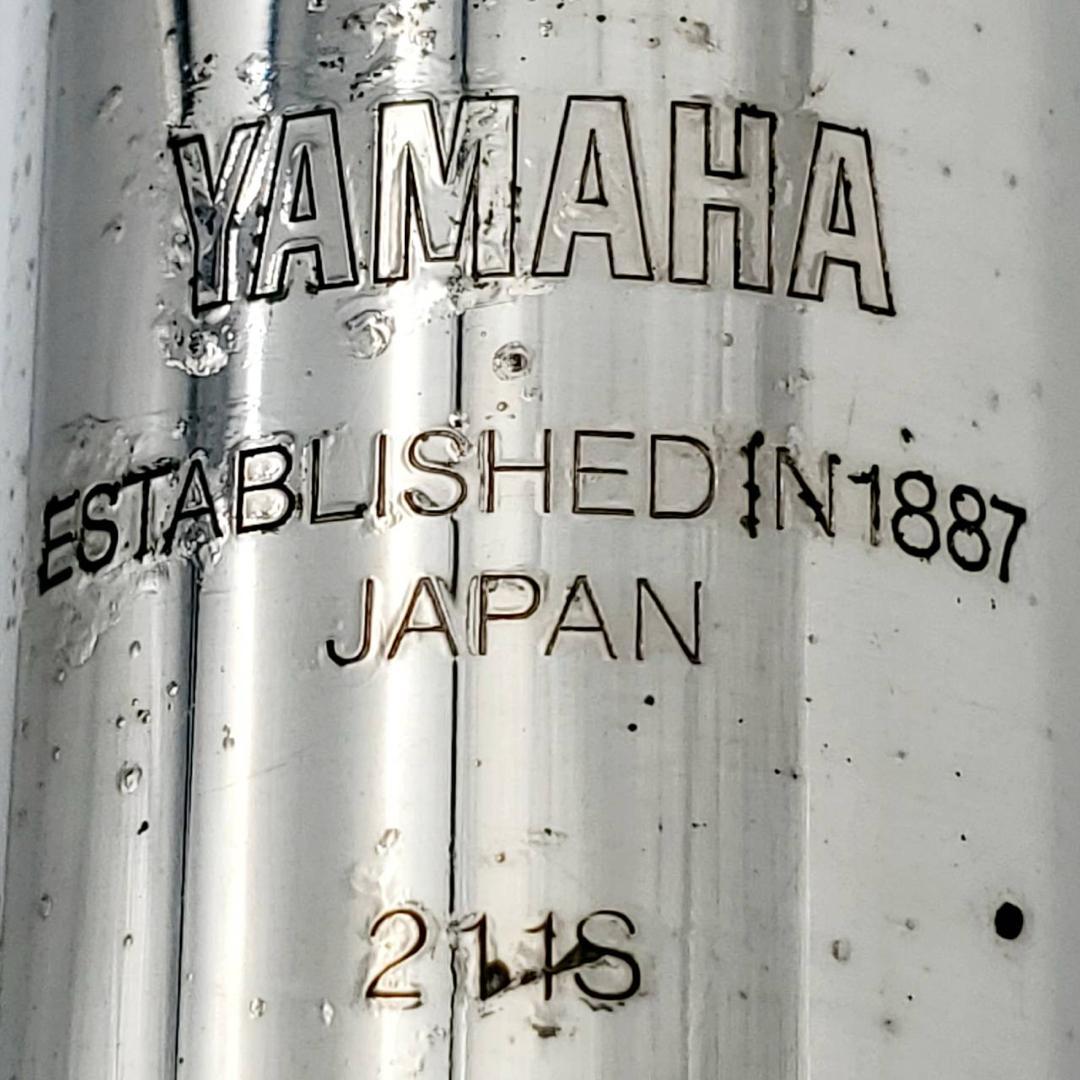 YAMAHA
ESTABLISHED IN 1887
JAPAN
211S